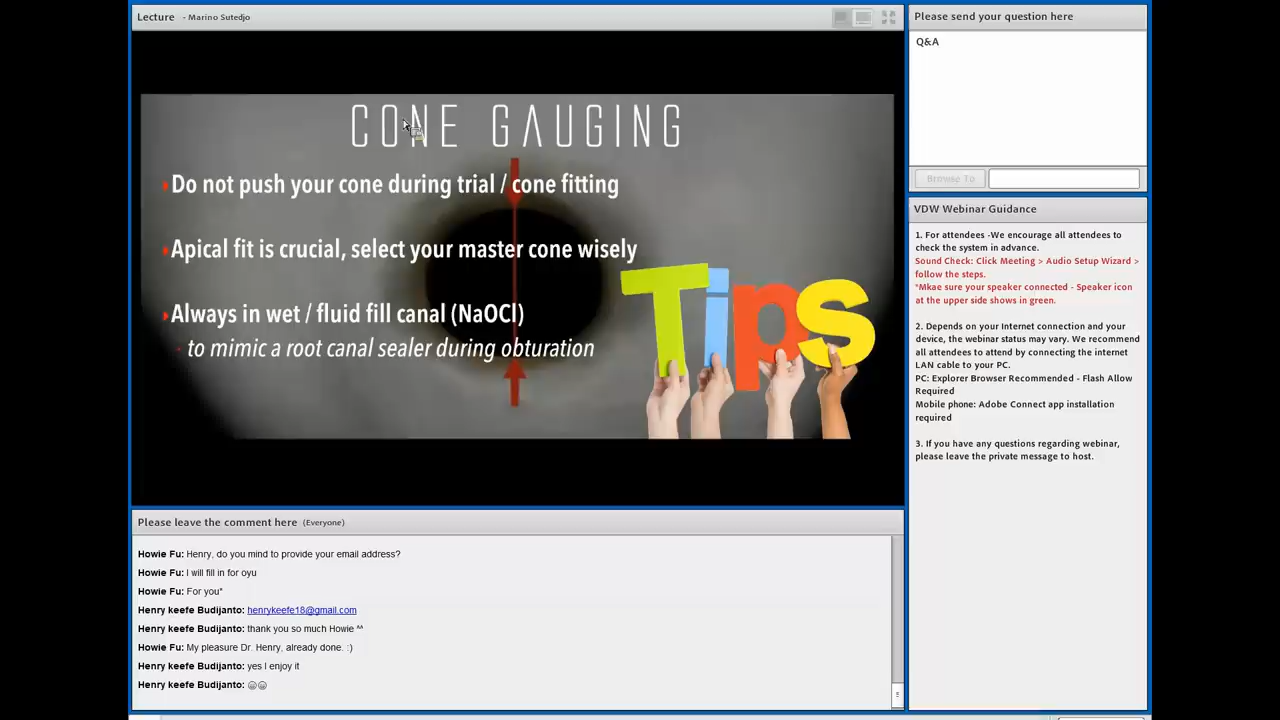 Lecture - Marino Sutedjo
CONE GAUGING
Do not push your cone during trial / cone fitting
Apical fit is crucial, select your master cone wisely
Always in wet / fluid fill canal (NaOCl)
- to mimic a root canal sealer during obturation
Tips
Please leave the comment here (Everyone)
Howie Fu: Henry, do you mind to provide your email address?
Howie Fu: I will fill in for oyu
Howie Fu: For you*
Henry keefe Budijanto: henrykeefe18@gmail.com
Henry keefe Budijanto: thank you so much Howie ^^
Howie Fu: My pleasure Dr. Henry, already done. :)
Henry keefe Budijanto: yes I enjoy it
Henry keefe Budijanto: 😄😄
Please send your question here
Q&A
Browse To
VDW Webinar Guidance
1. For attendees -We encourage all attendees to
check the system in advance.
Sound Check: Click Meeting > Audio Setup Wizard >
follow the steps.
*Mkae sure your speaker connected - Speaker icon
at the upper side shows in green.
2. Depends on your Internet connection and your
device, the webinar status may vary. We recommend
all attendees to attend by connecting the internet
LAN cable to your PC.
PC: Explorer Browser Recommended - Flash Allow
Required
Mobile phone: Adobe Connect app installation
required
3. If you have any questions regarding webinar,
please leave the private message to host.